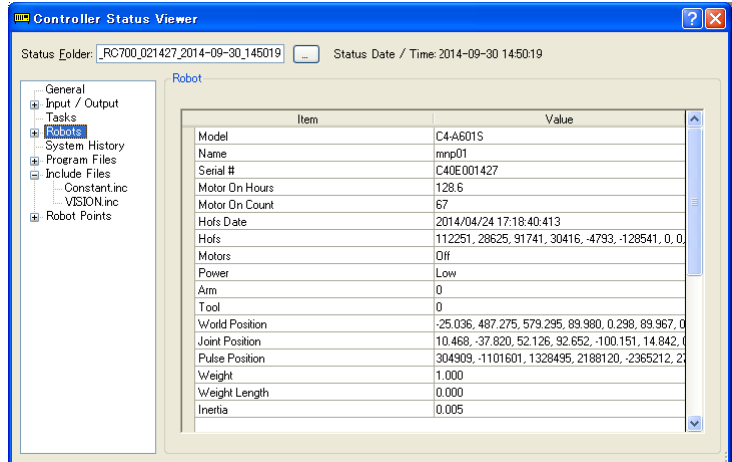 Controller Status Viewer
Status Folder: _RC700_021427_2014-09-30_145019 ... Status Date / Time: 2014-09-30 14:50:19
General
Input / Output
Tasks
Robots
System History
Program Files
Include Files
Constant.inc
VISION.inc
Robot Points
Robot
Item Value
Model C4-A601S
Name mnp01
Serial # C40E001427
Motor On Hours 128.6
Motor On Count 67
Hofs Date 2014/04/24 17:18:40:413
Hofs 112251, 28625, 91741, 30416, -4793, -128541, 0, 0,
Motors Off
Power Low
Arm 0
Tool 0
World Position -25.036, 487.275, 579.295, 89.980, 0.298, 89.967, 0
Joint Position 10.468, -37.820, 52.126, 92.652, -100.151, 14.842, 0
Pulse Position 304909, -1101601, 1328495, 2188120, -2365212, 27
Weight 1.000
Weight Length 0.000
Inertia 0.005